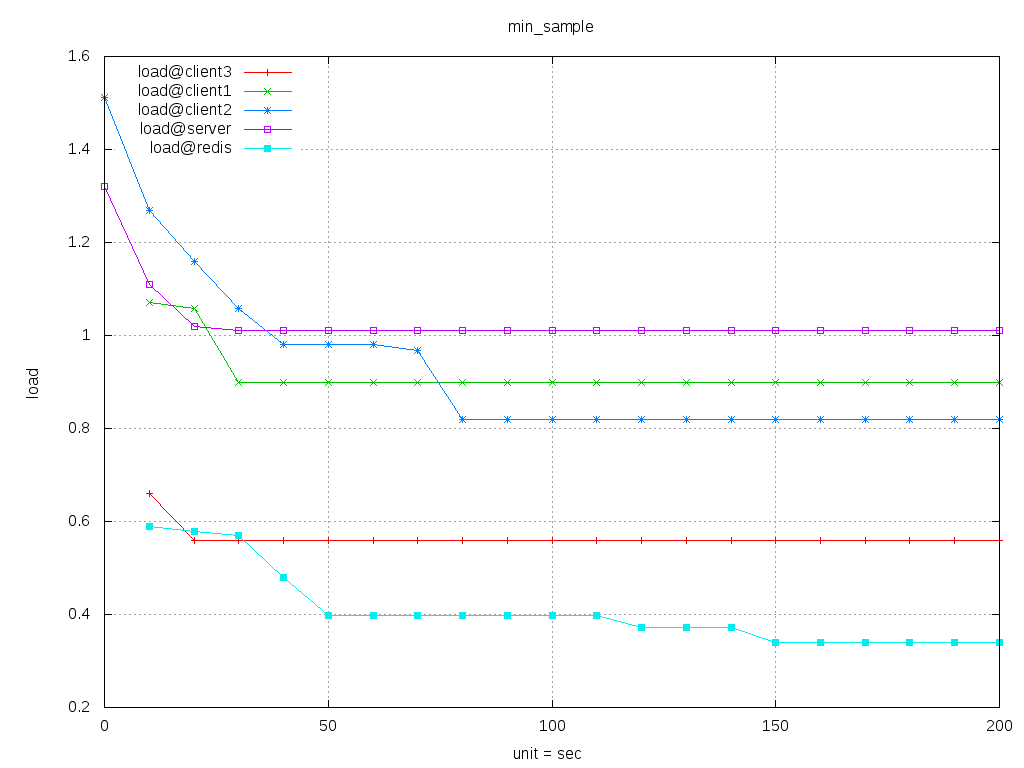 min_sample
1.6
1.4
1.2
1
0.8
0.6
0.4
0.2
load
load@client3
load@client1
load@client2
load@server
load@redis
0 50 100 150 200
unit = sec